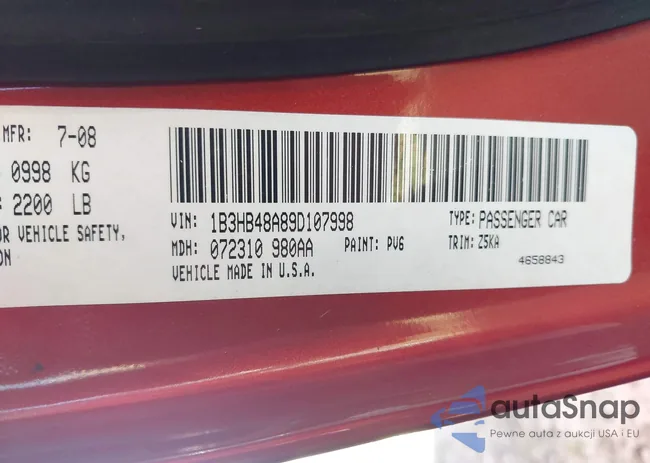 MFR: 7-08
0998 KG
2200 LB
OR VEHICLE SAFETY,
ON
VIN: 1B3HB48A89D107998
TYPE: PASSENGER CAR
MDH: 072310 980AA
PAINT: PV6
TRIM: Z5KA
VEHICLE MADE IN U.S.A.
4658843
autaSnap
Pewne auta z aukcji USA i EU